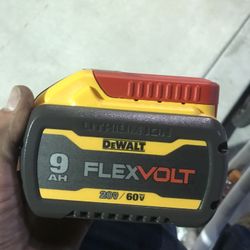 LITHIUM ION
DEWALT
9
AH
FLEXVOLT
20V / 60V